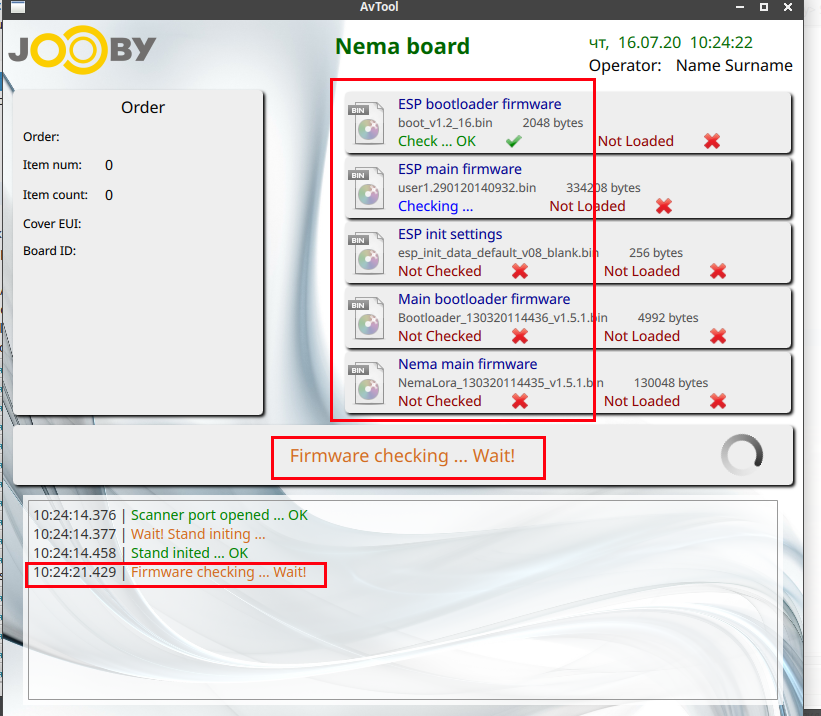 AvTool
JOOBY
Nema board
чт, 16.07.20 10:24:22
Operator: Name Surname
Order
Order:
Item num: 0
Item count: 0
Cover EUI:
Board ID:
BIN
ESP bootloader firmware
boot_v1.2_16.bin 2048 bytes
Check ... OK Not Loaded
BIN
ESP main firmware
user1.290120140932.bin 334208 bytes
Checking ... Not Loaded
BIN
ESP init settings
esp_init_data_default_v08_blank.bin 256 bytes
Not Checked Not Loaded
BIN
Main bootloader firmware
Bootloader_130320114436_v1.5.1.bin 4992 bytes
Not Checked Not Loaded
BIN
Nema main firmware
NemaLora_130320114435_v1.5.1.bin 130048 bytes
Not Checked Not Loaded
Firmware checking ... Wait!
10:24:14.376 | Scanner port opened ... OK
10:24:14.377 | Wait! Stand initing ...
10:24:14.458 | Stand inited ... OK
10:24:21.429 | Firmware checking ... Wait!